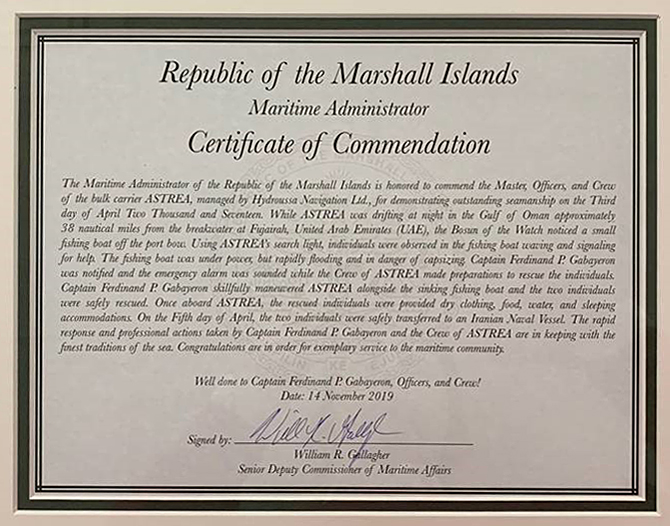 Republic of the Marshall Islands
Maritime Administrator
Certificate of Commendation
The Maritime Administrator of the Republic of the Marshall Islands is honored to commend the Master, Officers, and Crew
of the bulk carrier ASTREA, managed by Hydroussa Navigation Ltd., for demonstrating outstanding seamanship on the Third
day of April Two Thousand and Seventeen. While ASTREA was drifting at night in the Gulf of Oman approximately
38 nautical miles from the breakwater at Fujairah, United Arab Emirates (UAE), the Bosun of the Watch noticed a small
fishing boat off the port bow. Using ASTREA's search light, individuals were observed in the fishing boat waving and signaling
for help. The fishing boat was under power, but rapidly flooding and in danger of capsizing. Captain Ferdinand P. Gabayeron
was notified and the emergency alarm was sounded while the Crew of ASTREA made preparations to rescue the individuals.
Captain Ferdinand P. Gabayeron skillfully maneuvered ASTREA alongside the sinking fishing boat and the two individuals
were safely rescued. Once aboard ASTREA, the rescued individuals were provided dry clothing, food, water, and sleeping
accommodations. On the Fifth day of April, the two individuals were safely transferred to an Iranian Naval Vessel. The rapid
response and professional actions taken by Captain Ferdinand P. Gabayeron and the Crew of ASTREA are in keeping with the
finest traditions of the sea. Congratulations are in order for exemplary service to the maritime community.
Well done to Captain Ferdinand P. Gabayeron, Officers, and Crew!
Date: 14 November 2019
Signed by:
William R. Gallagher
Senior Deputy Commissioner of Maritime Affairs